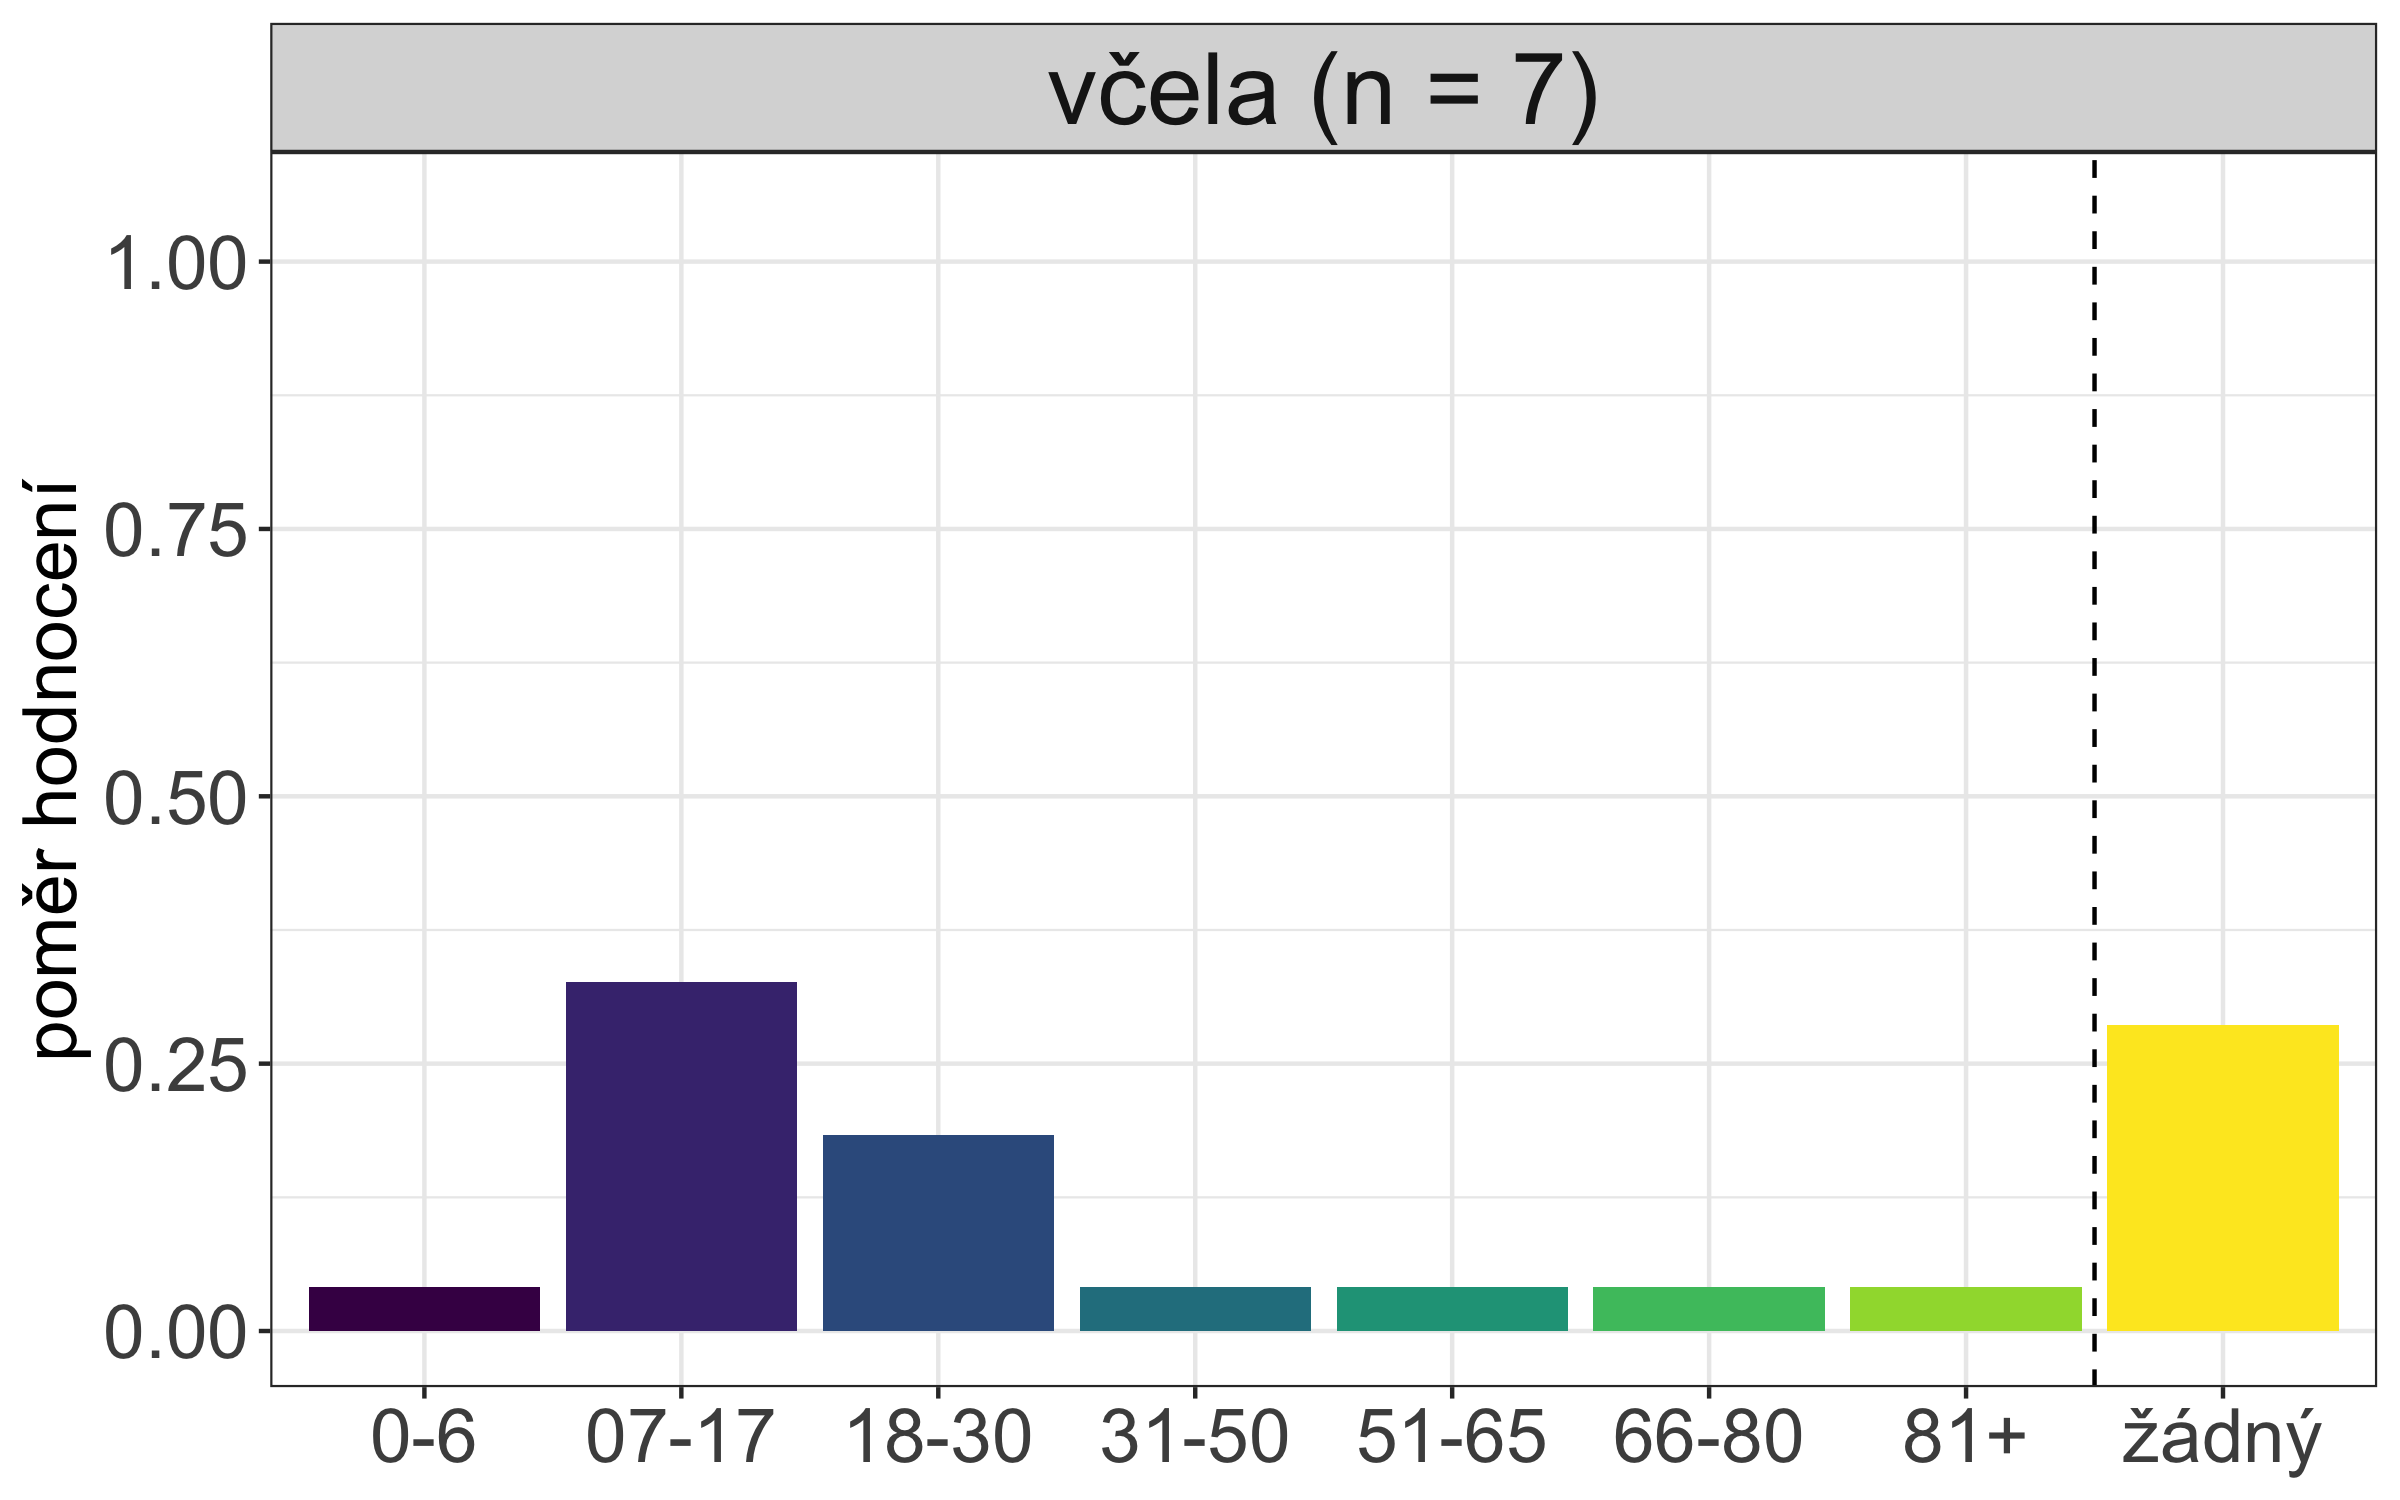 včela (n = 7)
poměr hodnocení
1.00
0.75
0.50
0.25
0.00
0-6 07-17 18-30 31-50 51-65 66-80 81+ žádný